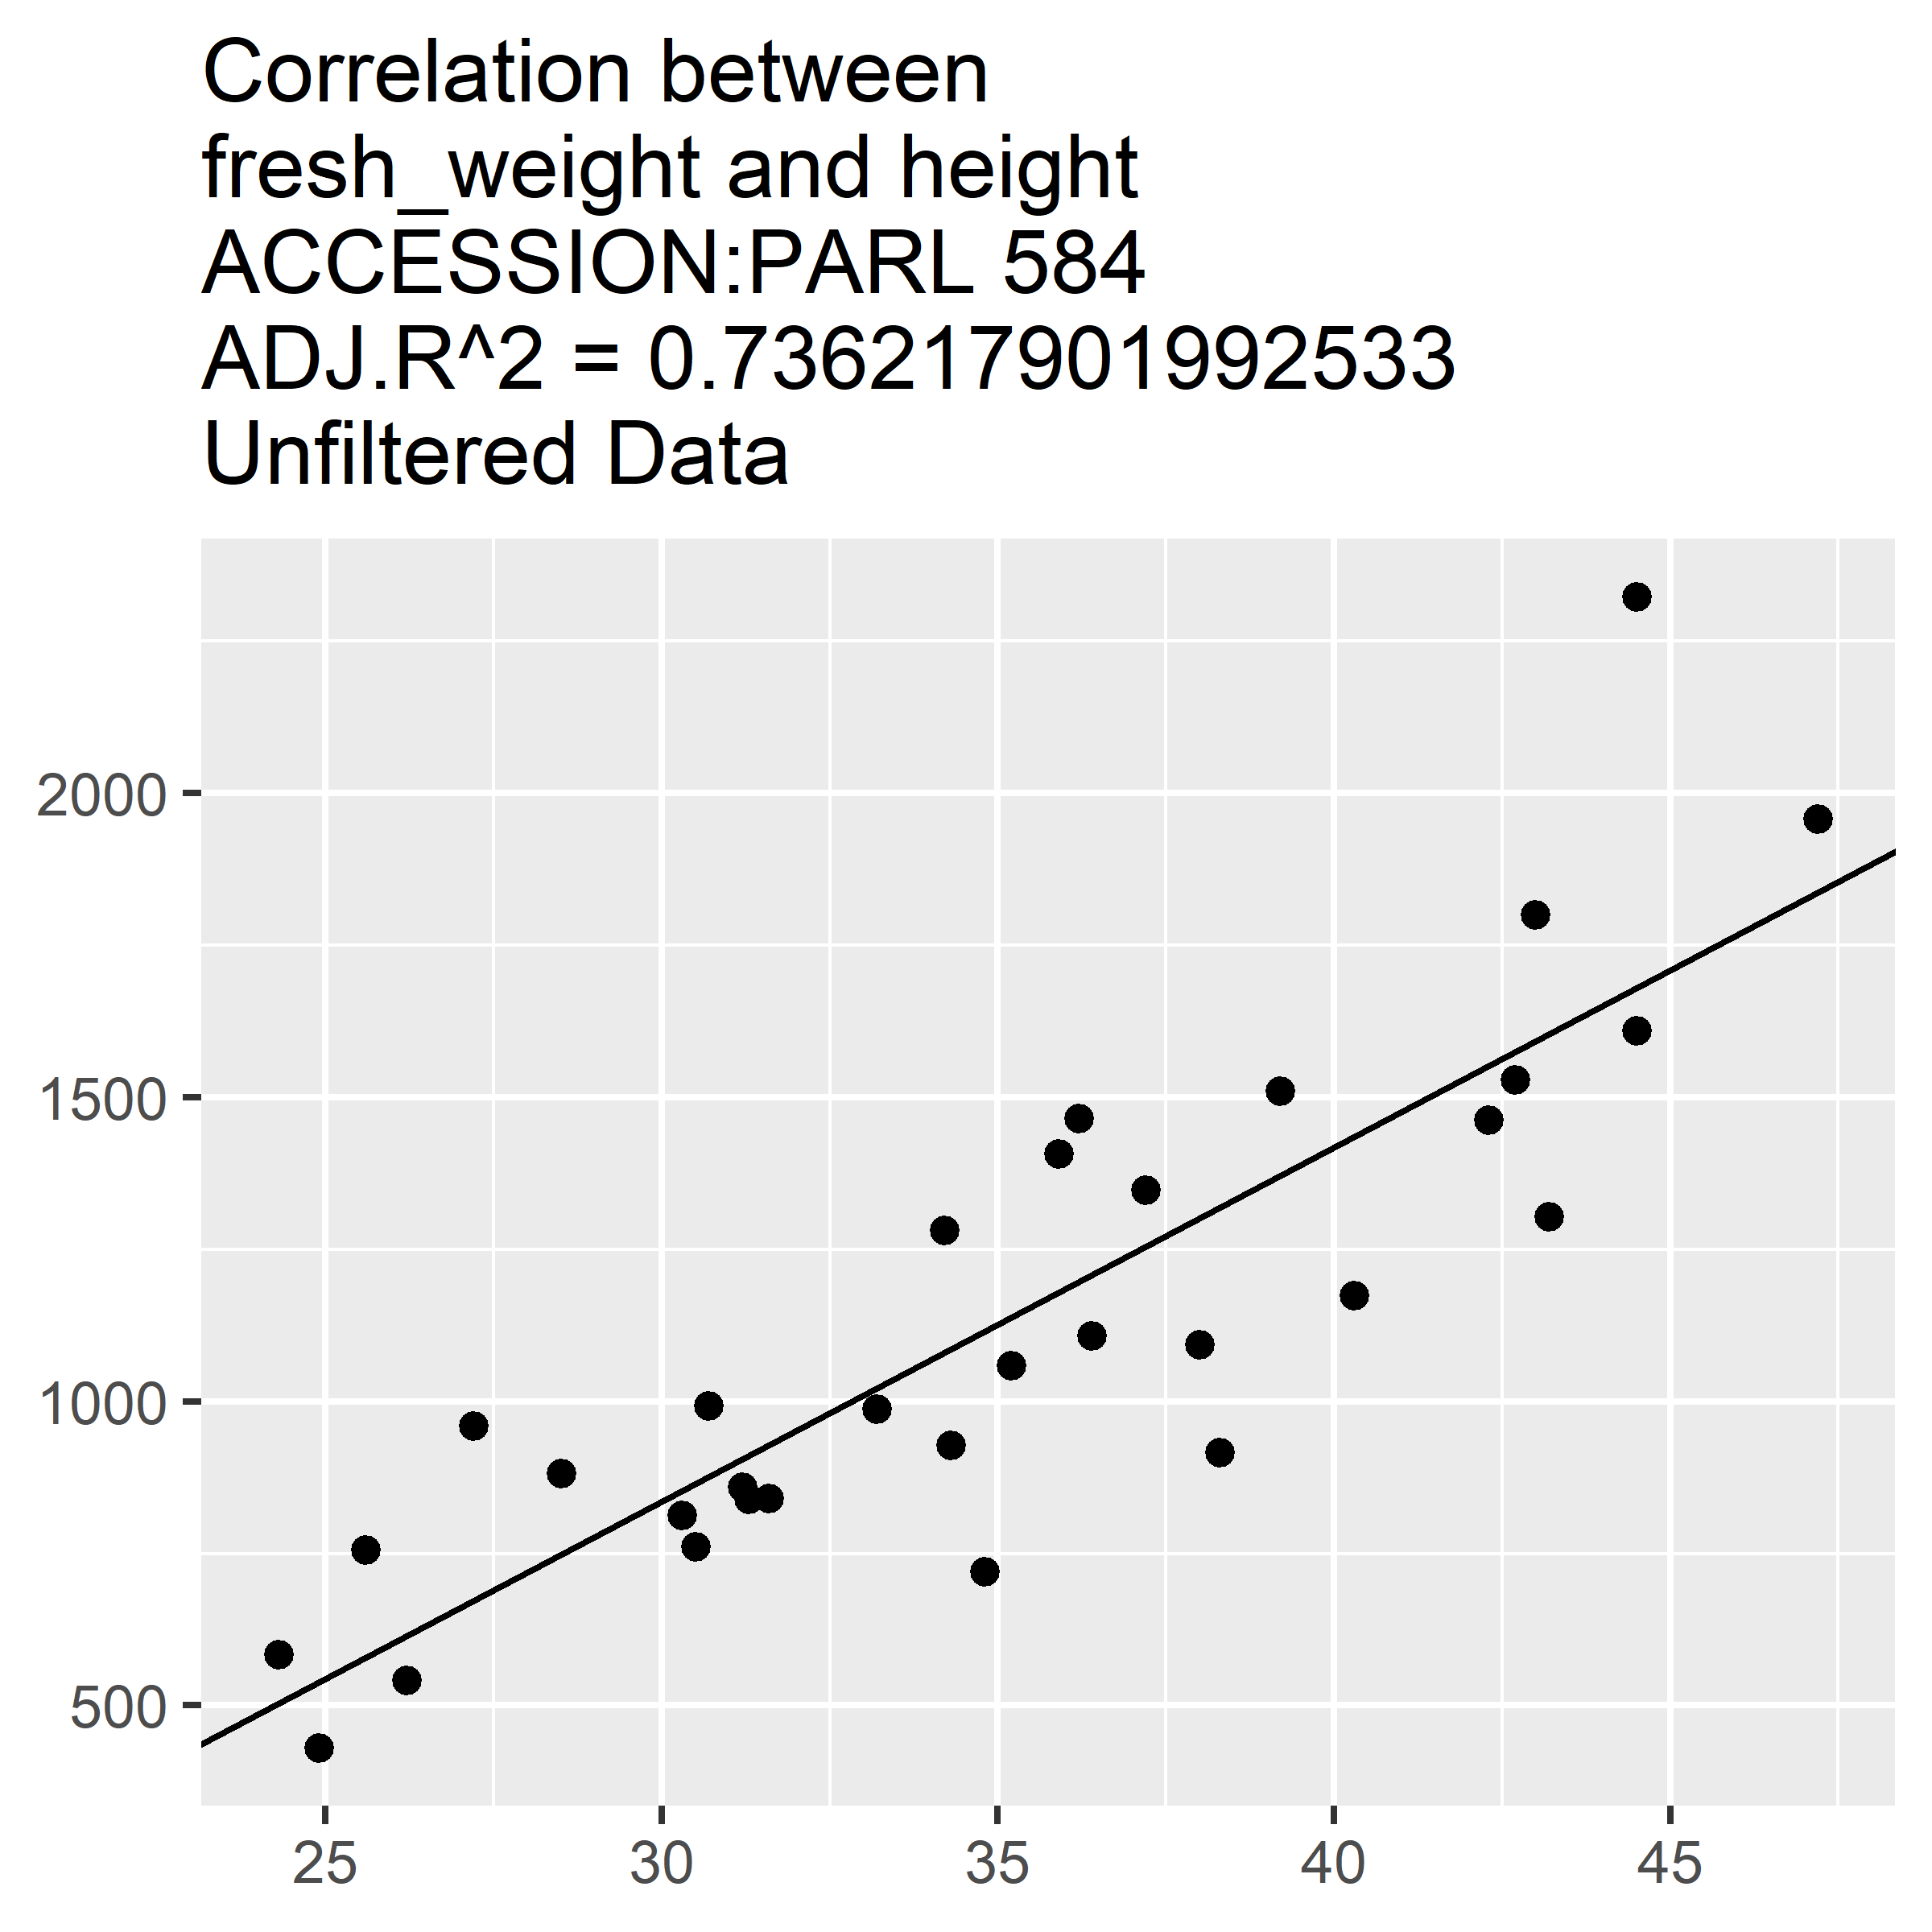 Correlation between
fresh_weight and height
ACCESSION:PARL 584
ADJ.R^2 = 0.736217901992533
Unfiltered Data
2000
1500
1000
500
25 30 35 40 45